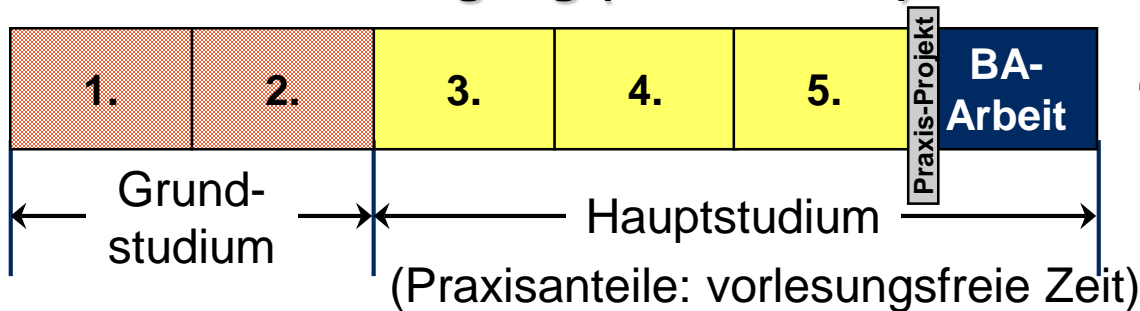 1.
2.
3.
4.
5.
Praxis-Projekt
BA-
Arbeit
Grund-
studium
Hauptstudium
(Praxisanteile: vorlesungsfreie Zeit)